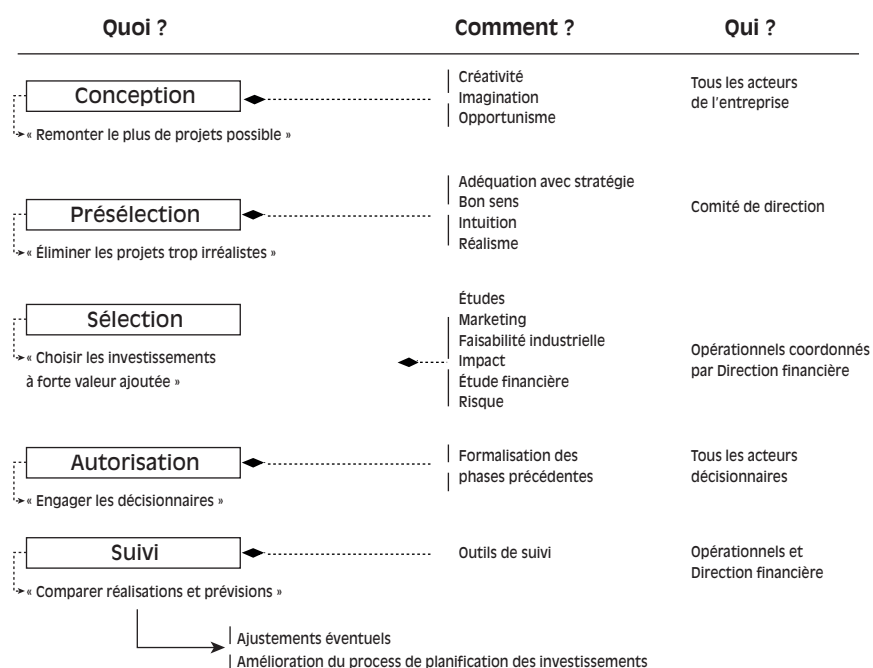 Quoi ? Comment ? Qui ?
Conception
« Remonter le plus de projets possible »
Créativité
Imagination
Opportunisme
Tous les acteurs
de l'entreprise
Présélection
« Éliminer les projets trop irréalistes »
Adéquation avec stratégie
Bon sens
Intuition
Réalisme
Comité de direction
Sélection
« Choisir les investissements
à forte valeur ajoutée »
Études
Marketing
Faisabilité industrielle
Impact
Étude financière
Risque
Opérationnels coordonnés
par Direction financière
Autorisation
« Engager les décisionnaires »
Formalisation des
phases précédentes
Tous les acteurs
décisionnaires
Suivi
« Comparer réalisations et prévisions »
Outils de suivi
Opérationnels et
Direction financière
Ajustements éventuels
Amélioration du process de planification des investissements